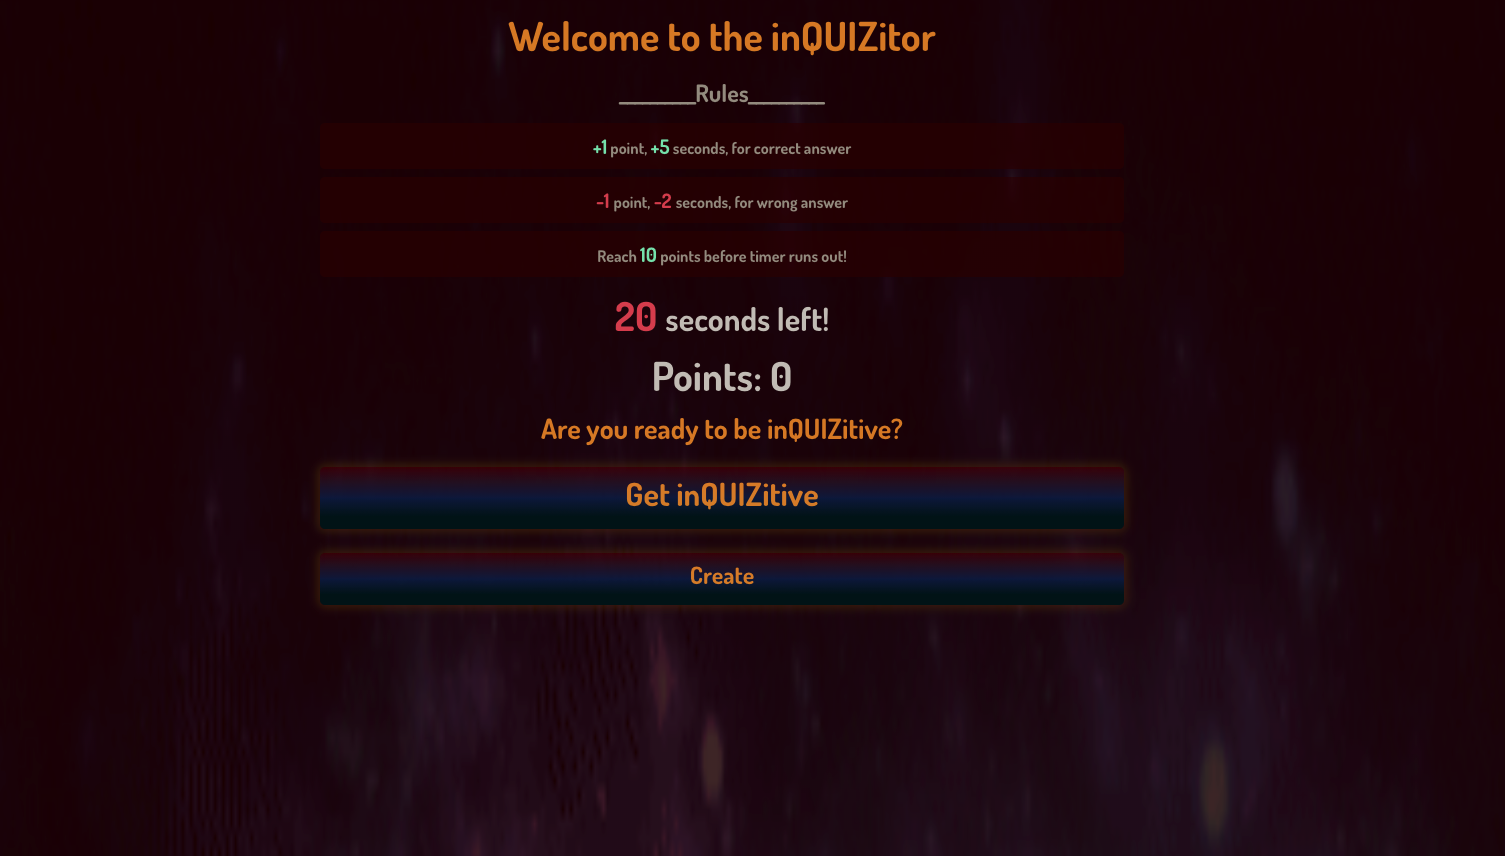 Welcome to the inQUIZitor
__________Rules__________
+1 point, +5 seconds, for correct answer
-1 point, -2 seconds, for wrong answer
Reach 10 points before timer runs out!
20 seconds left!
Points: 0
Are you ready to be inQUIZitive?
Get inQUIZitive
Create